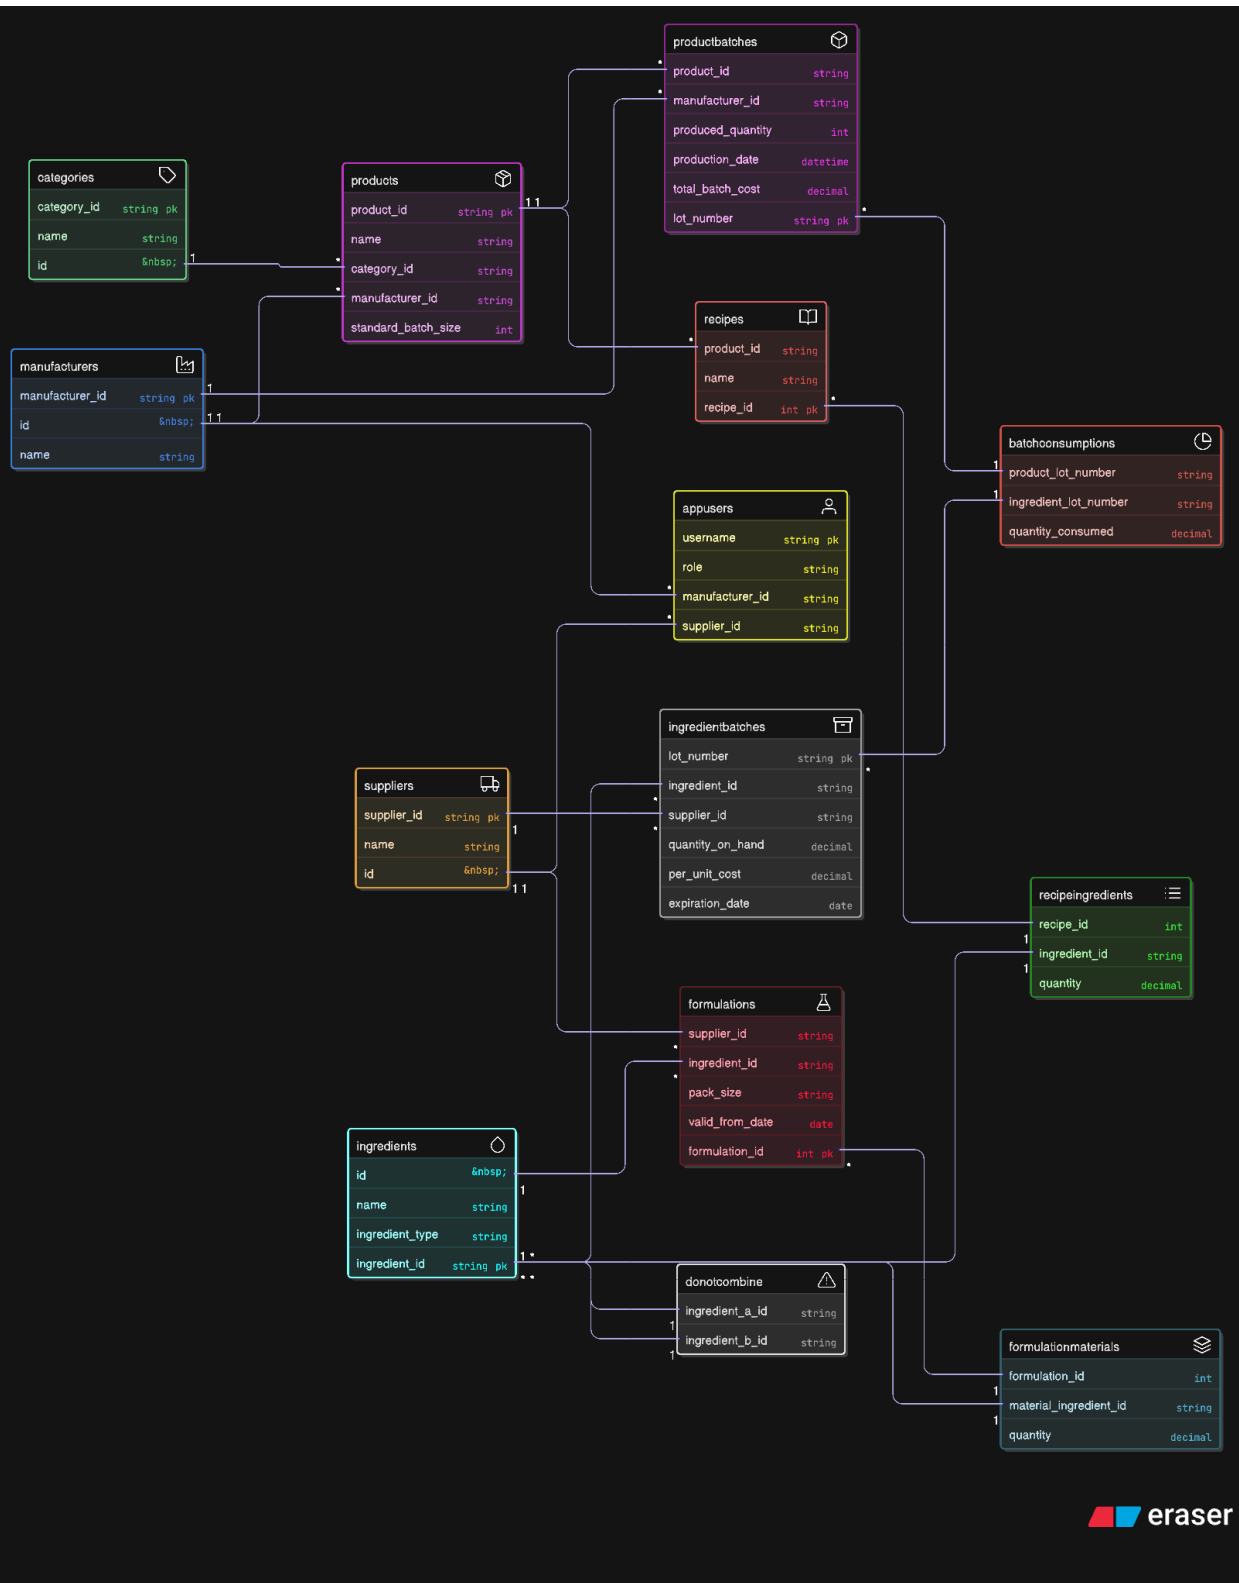 productbatches
product_id string
manufacturer_id string
produced_quantity int
production_date datetime
total_batch_cost decimal
lot_number string pk
categories
category_id string pk
name string
id &nbsp;
products
product_id string pk
name string
category_id string
manufacturer_id string
standard_batch_size int
manufacturers
manufacturer_id string pk
id &nbsp;
name string
recipes
product_id string
name string
recipe_id int pk
batchconsumptions
product_lot_number string
ingredient_lot_number string
quantity_consumed decimal
appusers
username string pk
role string
manufacturer_id string
supplier_id string
ingredientbatches
lot_number string pk
ingredient_id string
supplier_id string
quantity_on_hand decimal
per_unit_cost decimal
expiration_date date
suppliers
supplier_id string pk
name string
id &nbsp;
recipeingredients
recipe_id int
ingredient_id string
quantity decimal
formulations
supplier_id string
ingredient_id string
pack_size string
valid_from_date date
formulation_id int pk
ingredients
id &nbsp;
name string
ingredient_type string
ingredient_id string pk
donotcombine
ingredient_a_id string
ingredient_b_id string
formulationmaterials
formulation_id int
material_ingredient_id string
quantity decimal
eraser